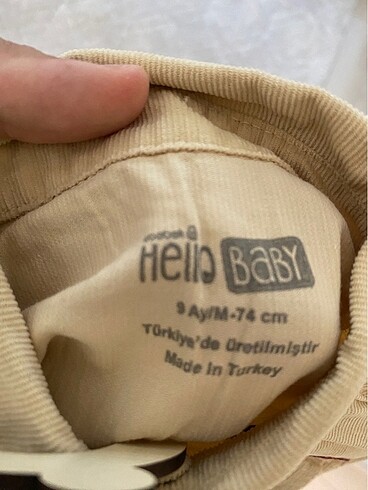 Hello BABY
9 Ay/M-74 cm
Türkiye'de üretilmiştir
Made In Turkey